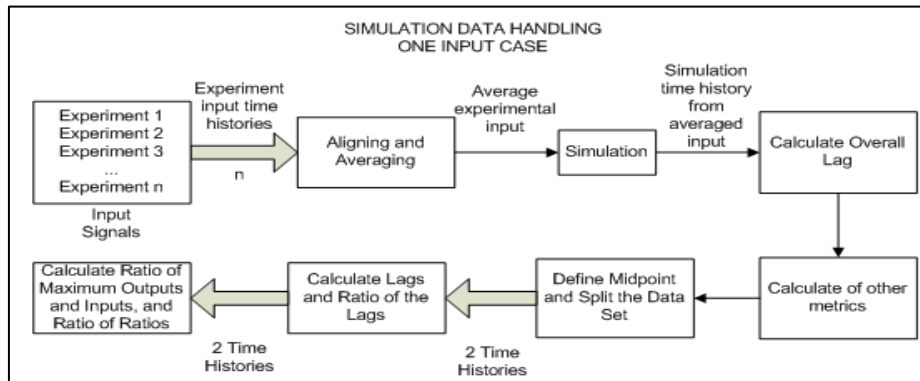 SIMULATION DATA HANDLING
ONE INPUT CASE
Experiment 1
Experiment 2
Experiment 3
...
Experiment n
Input
Signals
Experiment
input time
histories
n
Aligning and
Averaging
Average
experimental
input
Simulation
Simulation
time history
from
averaged
input
Calculate Overall
Lag
Calculate of other
metrics
Define Midpoint
and Split the Data
Set
2 Time
Histories
Calculate Lags
and Ratio of the
Lags
2 Time
Histories
Calculate Ratio of
Maximum Outputs
and Inputs, and
Ratio of Ratios